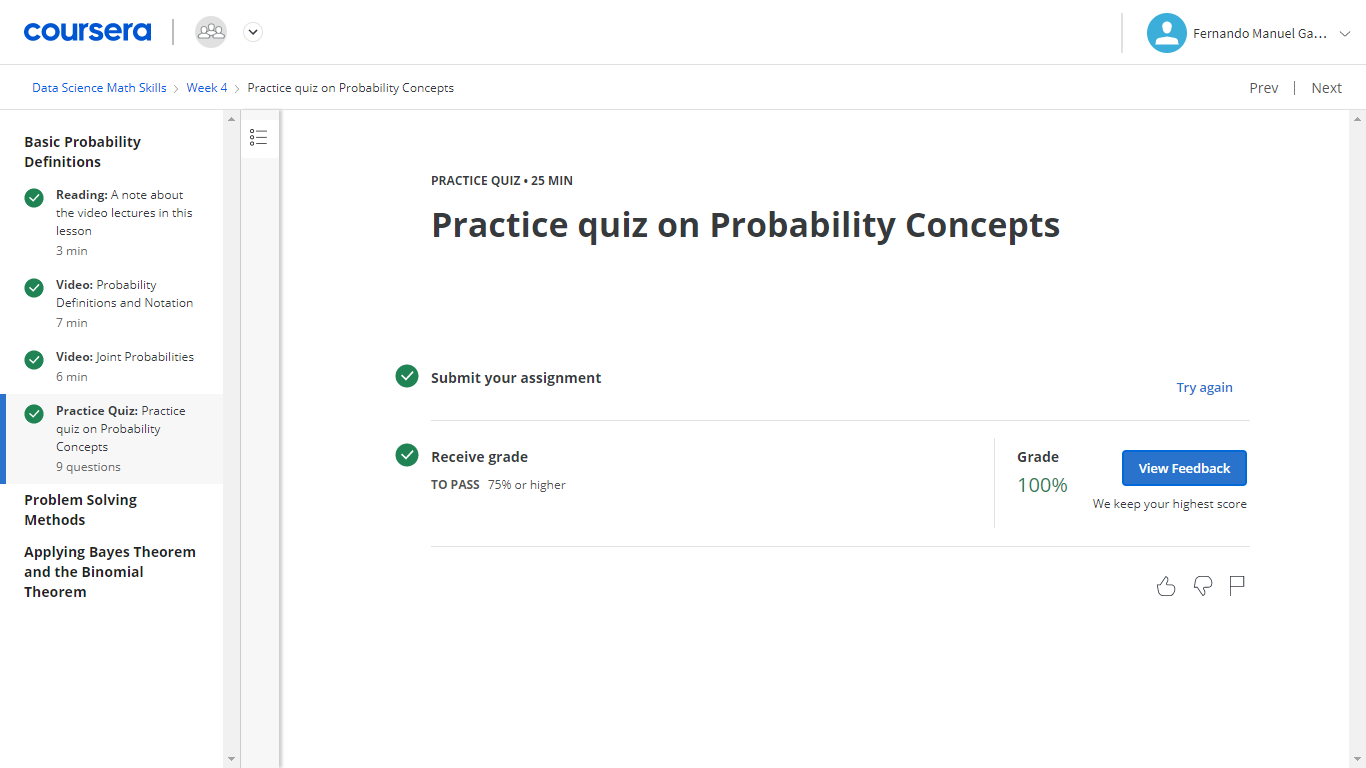 coursera
Fernando Manuel Ga...
Data Science Math Skills > Week 4 > Practice quiz on Probability Concepts
Prev | Next
Basic Probability
Definitions
Reading: A note about
the video lectures in this
lesson
3 min
Video: Probability
Definitions and Notation
7 min
Video: Joint Probabilities
6 min
Practice Quiz: Practice
quiz on Probability
Concepts
9 questions
Problem Solving
Methods
Applying Bayes Theorem
and the Binomial
Theorem
PRACTICE QUIZ • 25 MIN
Practice quiz on Probability Concepts
Submit your assignment
Try again
Receive grade
TO PASS 75% or higher
Grade
100%
View Feedback
We keep your highest score